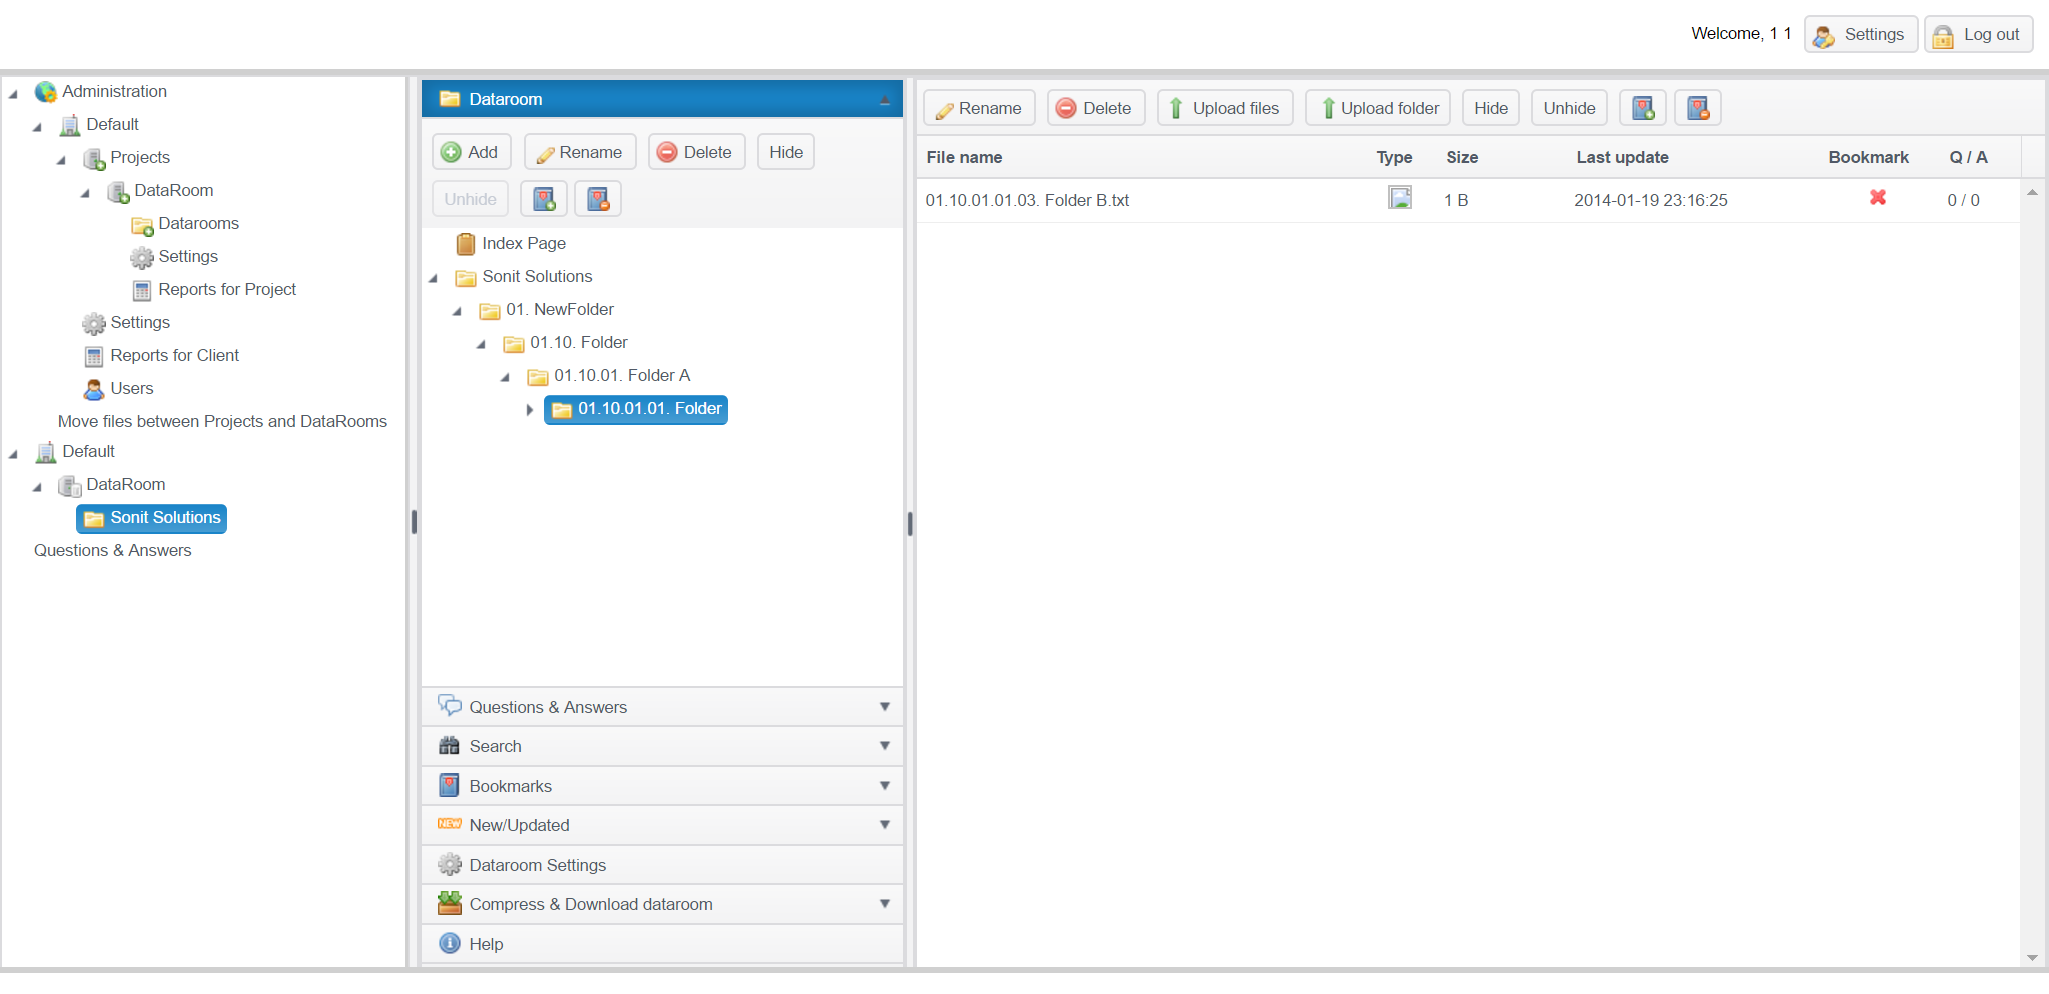 Welcome, 1 1
Settings
Log out
Administration
Default
Projects
DataRoom
Datarooms
Settings
Reports for Project
Settings
Reports for Client
Users
Move files between Projects and DataRooms
Default
DataRoom
Sonit Solutions
Questions & Answers
Dataroom
Add
Rename
Delete
Hide
Unhide
Index Page
Sonit Solutions
01. NewFolder
01.10. Folder
01.10.01. Folder A
01.10.01.01. Folder
Questions & Answers
Search
Bookmarks
NEW New/Updated
Dataroom Settings
Compress & Download dataroom
Help
Rename
Delete
Upload files
Upload folder
Hide
Unhide
File name Type Size Last update Bookmark Q / A
01.10.01.01.03. Folder B.txt 1 B 2014-01-19 23:16:25 0 / 0